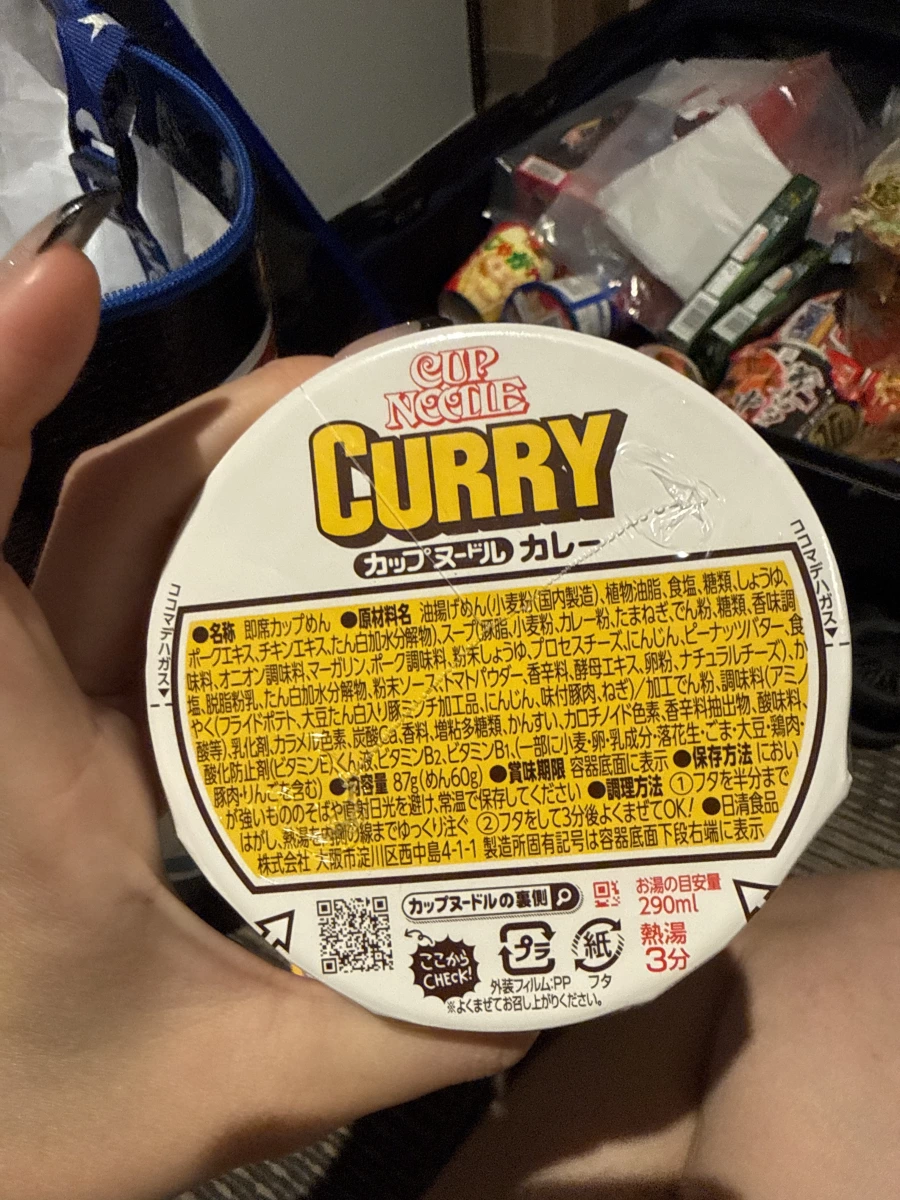 CUP
NOODLE
CURRY
カップヌードル カレー
ココマデハガス▼
ココマデハガス▼
●名称 即席カップめん ●原材料名 油揚げめん(小麦粉(国内製造)、植物油脂、食塩、糖類、しょうゆ、
ポークエキス、チキンエキス、たん白加水分解物)、スープ(豚脂、小麦粉、カレー粉、たまねぎ、でん粉、糖類、香味調
味料、オニオン調味料、マーガリン、ポーク調味料、粉末しょうゆ、プロセスチーズ、にんじん、ピーナッツバター、食
塩、脱脂粉乳、たん白加水分解物、粉末ソース、トマトパウダー、香辛料、酵母エキス、卵粉、ナチュラルチーズ)、か
やく(フライドポテト、大豆たん白入り豚ミンチ加工品、にんじん、味付豚肉、ねぎ)/加工でん粉、調味料(アミノ
酸等)、乳化剤、カラメル色素、炭酸Ca、香料、増粘多糖類、かんすい、カロチノイド色素、香辛料抽出物、酸味料、
酸化防止剤(ビタミンE)、くん液、ビタミンB2、ビタミンB1、(一部に小麦・卵・乳成分・落花生・ごま・大豆・鶏肉・
豚肉・りんごを含む) ●内容量 87g(めん60g) ●賞味期限 容器底面に表示 ●保存方法 におい
が強いもののそばや直射日光を避け、常温で保存してください ●調理方法 ①フタを半分まで
はがし、熱湯を内側の線までゆっくり注ぐ ②フタをして3分後よくまぜてOK! ●日清食品
株式会社 大阪市淀川区西中島4-1-1 製造所固有記号は容器底面下段右端に表示
カップヌードルの裏側
ここから
CHECK!
プラ
外装フィルム:PP
紙
フタ
お湯の目安量
290ml
熱湯
3分
※よくまぜてお召し上がりください。